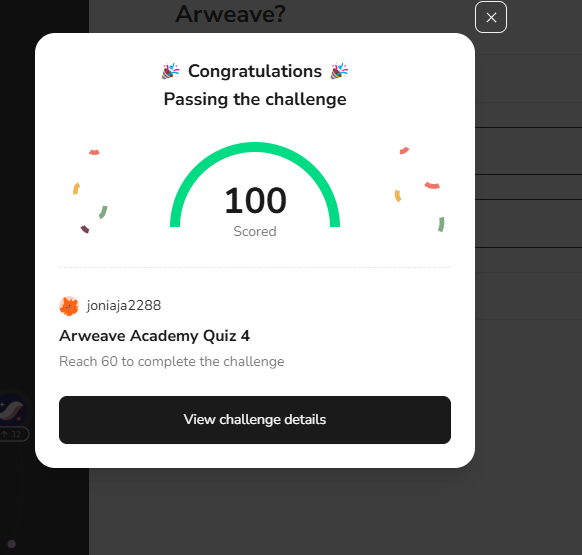 Arweave?
🎉 Congratulations 🎉
Passing the challenge
100
Scored
joniaja2288
Arweave Academy Quiz 4
Reach 60 to complete the challenge
View challenge details
32